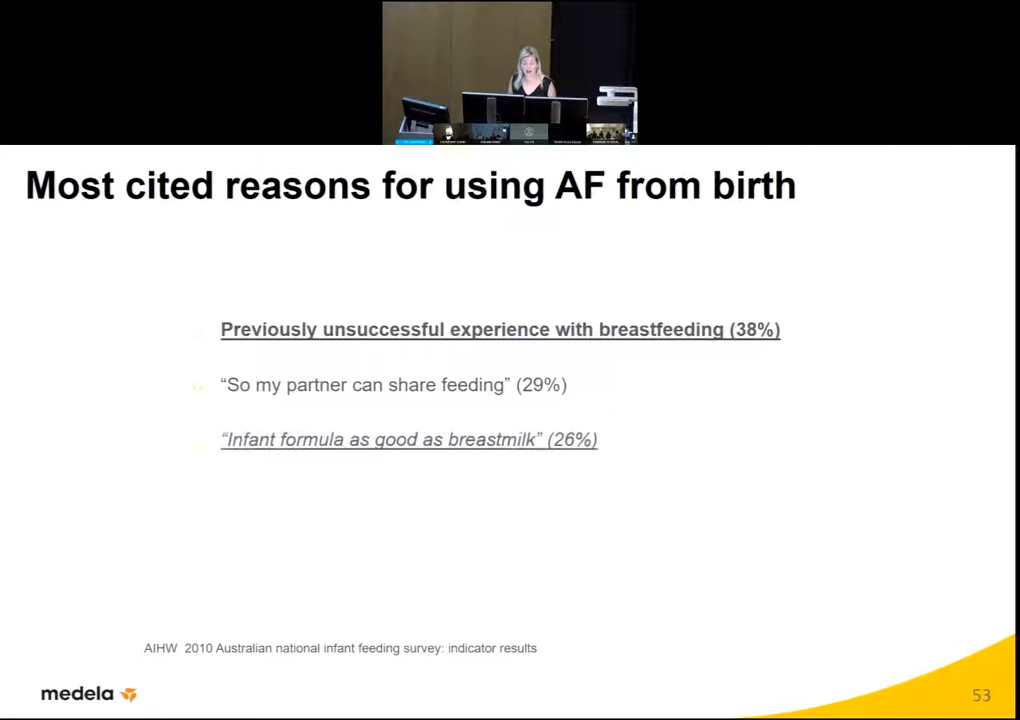 Most cited reasons for using AF from birth
Previously unsuccessful experience with breastfeeding (38%)
“So my partner can share feeding” (29%)
“Infant formula as good as breastmilk” (26%)
AIHW 2010 Australian national infant feeding survey: indicator results
medela
53